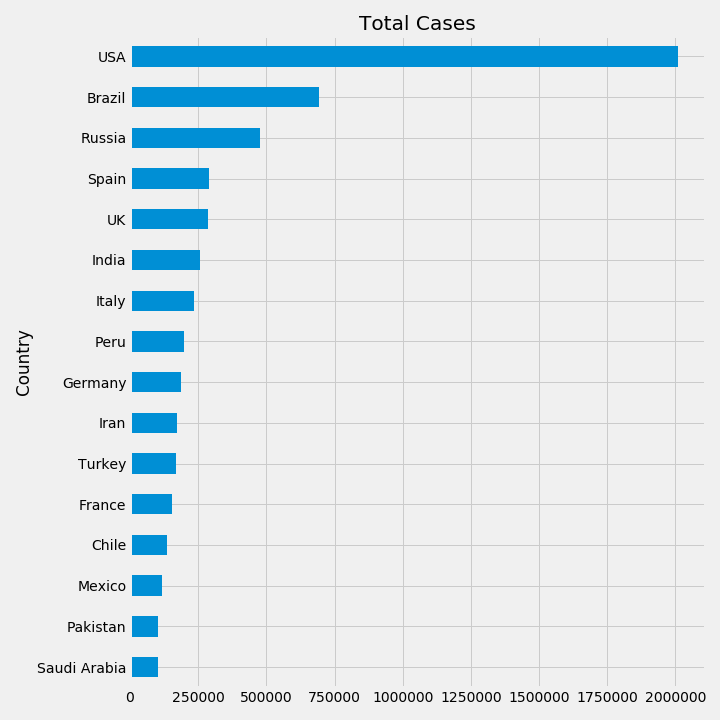 Total Cases
Country
USA
Brazil
Russia
Spain
UK
India
Italy
Peru
Germany
Iran
Turkey
France
Chile
Mexico
Pakistan
Saudi Arabia
0 250000 500000 750000 1000000 1250000 1500000 1750000 2000000